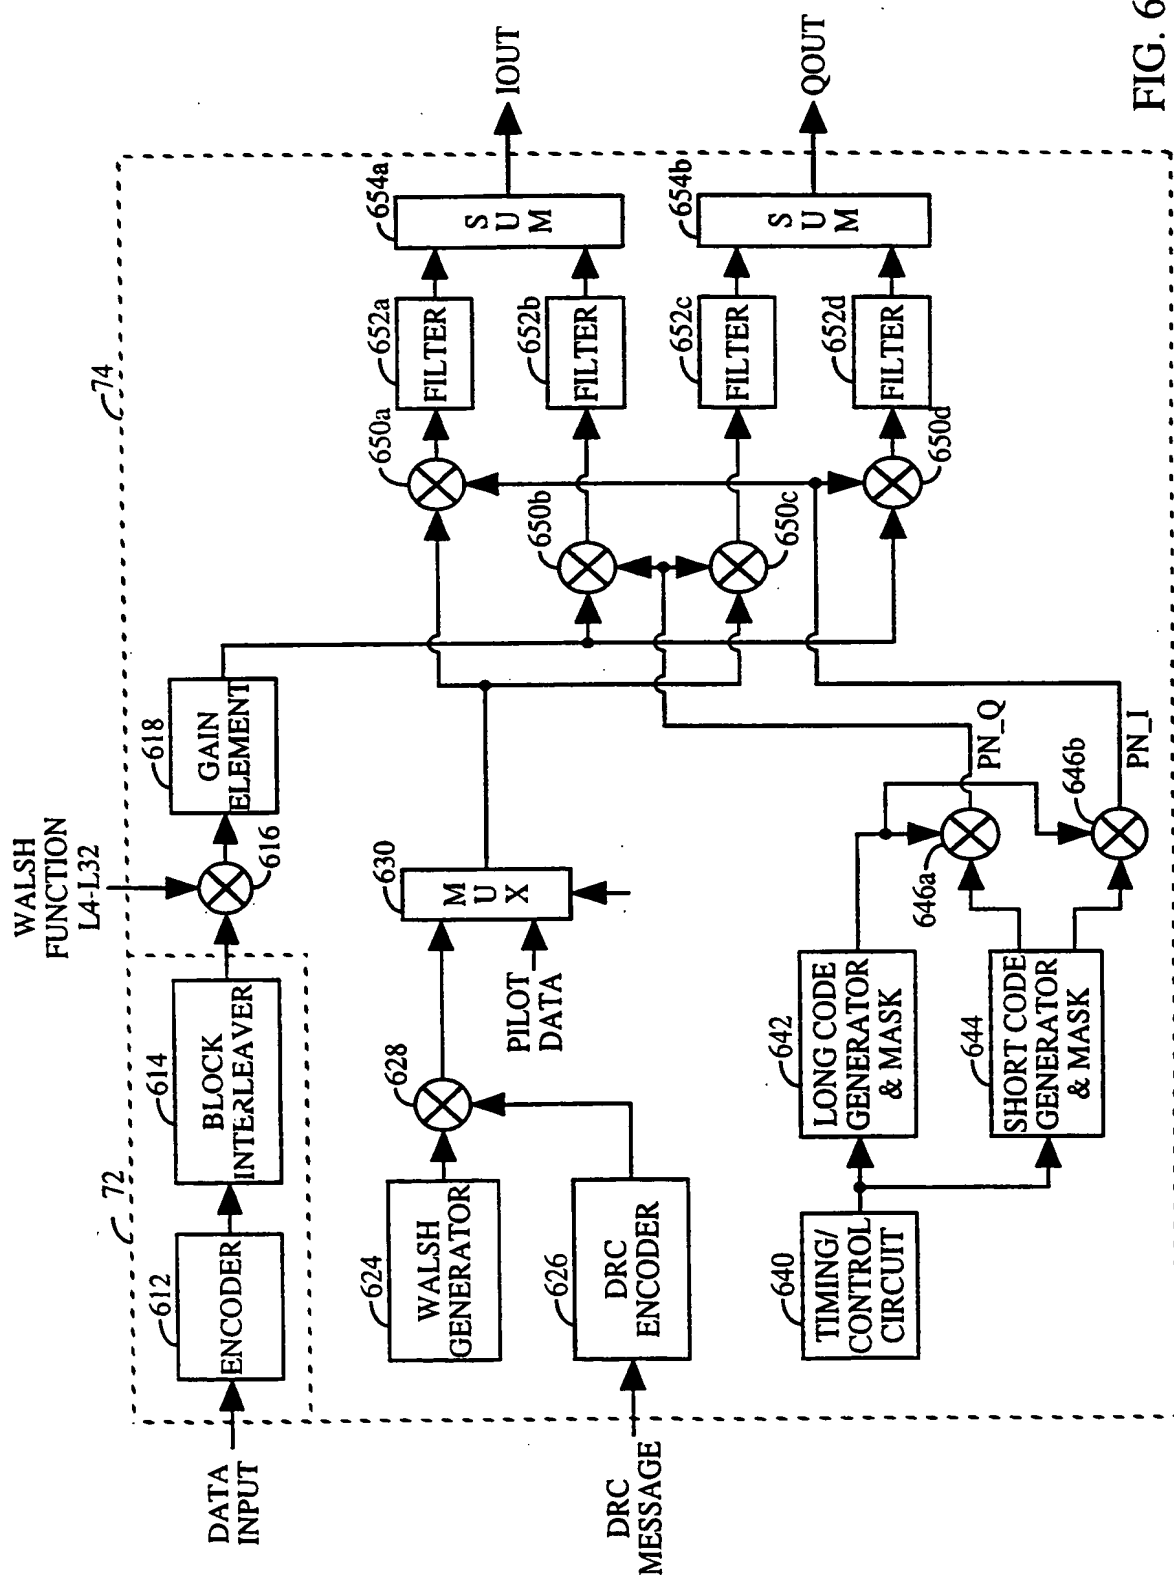 DATA
INPUT
72
612
ENCODER
614
BLOCK
INTERLEAVER
WALSH
FUNCTION
L4-L32
616
618
GAIN
ELEMENT
74
DRC
MESSAGE
624
WALSH
GENERATOR
626
DRC
ENCODER
628
PILOT
DATA
630
M
U
X
640
TIMING/
CONTROL
CIRCUIT
642
LONG CODE
GENERATOR
& MASK
644
SHORT CODE
GENERATOR
& MASK
646a
646b
PN_Q
PN_I
650a
650b
650c
650d
652a
FILTER
652b
FILTER
652c
FILTER
652d
FILTER
654a
S
U
M
654b
S
U
M
IOUT
QOUT
FIG. 6